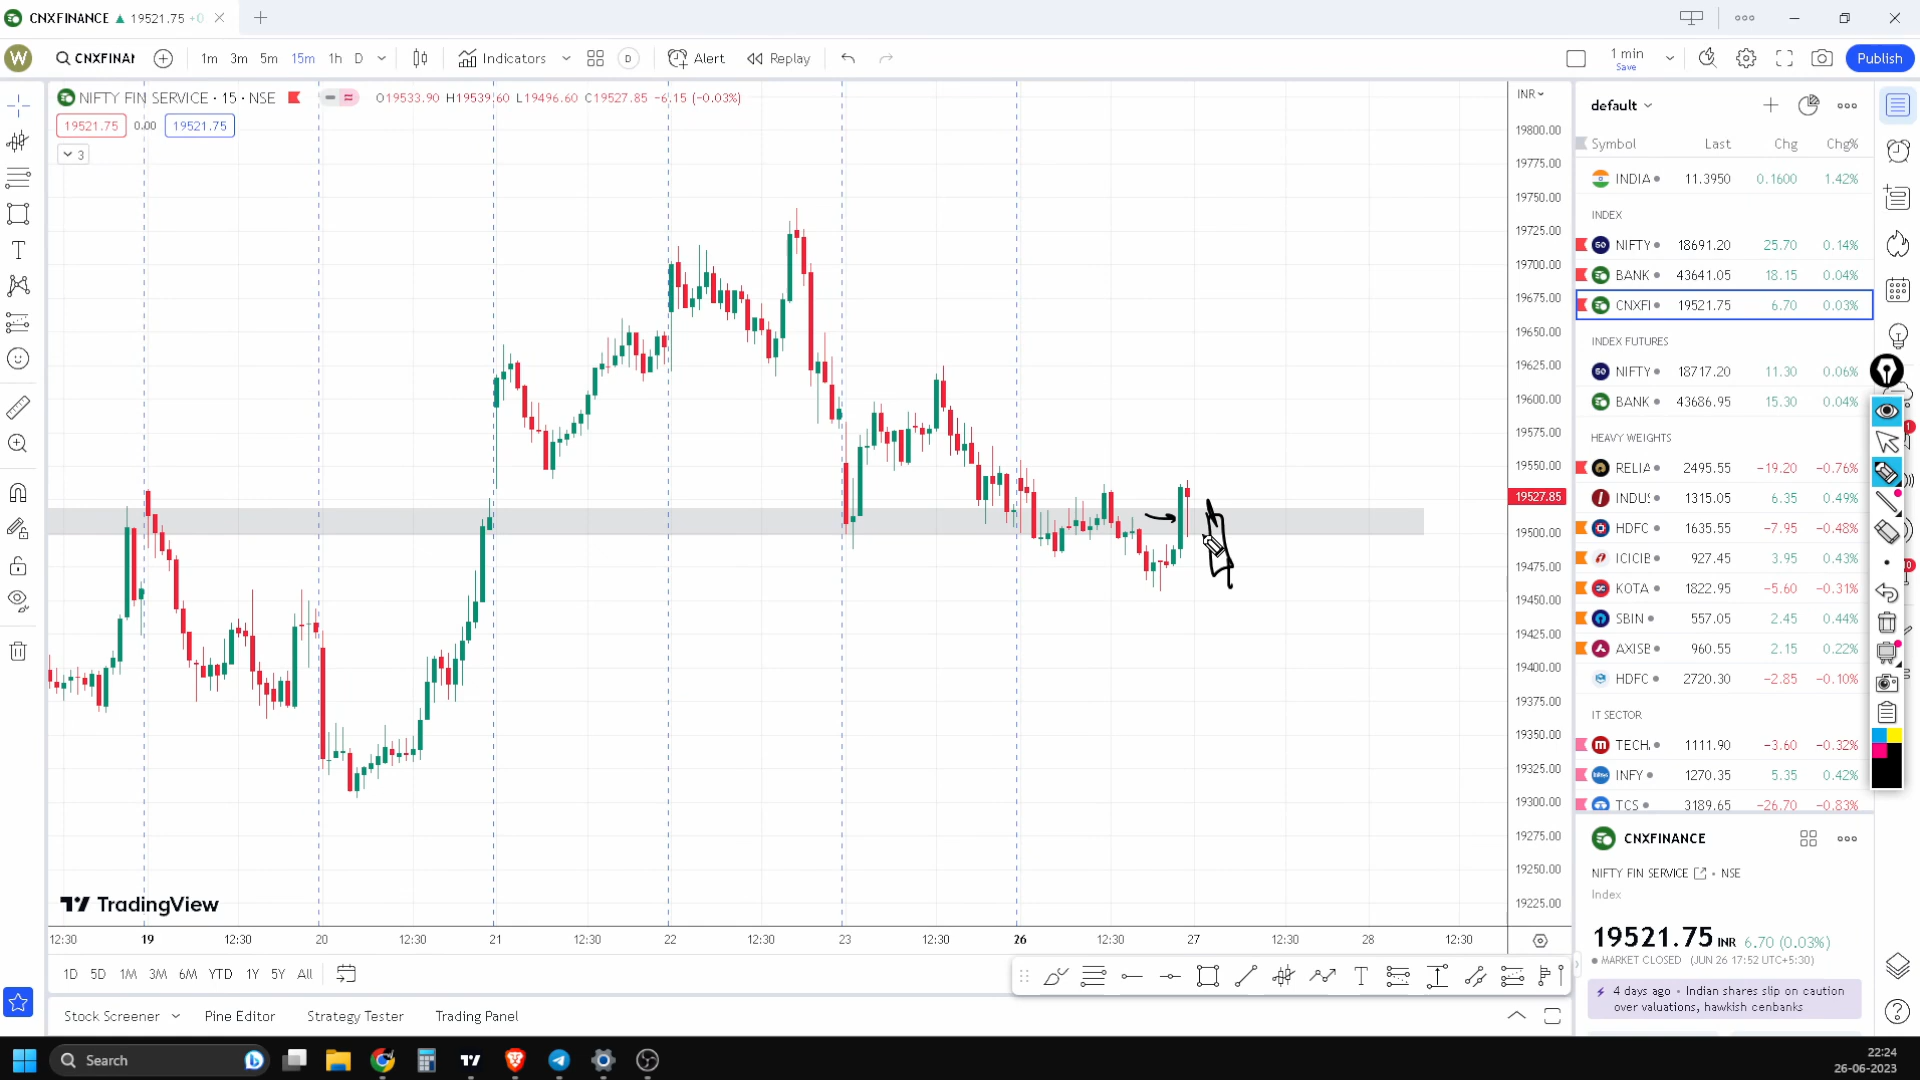 CNXFINANCE ▲ 19521.75 +0
W CNXFINAN 1m 3m 5m 15m 1h D Indicators D Alert Replay 1 min Save Publish
NIFTY FIN SERVICE · 15 · NSE O19533.90 H19539.60 L19496.60 C19527.85 −6.15 (−0.03%)
19521.75 0.00 19521.75
3
INR
19800.00
19775.00
19750.00
19725.00
19700.00
19675.00
19650.00
19625.00
19600.00
19575.00
19550.00
19527.85
19500.00
19475.00
19450.00
19425.00
19400.00
19375.00
19350.00
19325.00
19300.00
19275.00
19250.00
19225.00
TradingView
12:30 19 12:30 20 12:30 21 12:30 22 12:30 23 12:30 26 12:30 27 12:30 28 12:30
1D 5D 1M 3M 6M YTD 1Y 5Y All
Stock Screener Pine Editor Strategy Tester Trading Panel
default
Symbol Last Chg Chg%
INDIA 11.3950 0.1600 1.42%
INDEX
NIFTY 18691.20 25.70 0.14%
BANK 43641.05 18.15 0.04%
CNXFI 19521.75 6.70 0.03%
INDEX FUTURES
NIFTY 18717.20 11.30 0.06%
BANK 43686.95 15.30 0.04%
HEAVY WEIGHTS
RELIA 2495.55 −19.20 −0.76%
INDUS 1315.05 6.35 0.49%
HDFC 1635.55 −7.95 −0.48%
ICICIB 927.45 3.95 0.43%
KOTA 1822.95 −5.60 −0.31%
SBIN 557.05 2.45 0.44%
AXISB 960.55 2.15 0.22%
HDFC 2720.30 −2.85 −0.10%
IT SECTOR
TECH 1111.90 −3.60 −0.32%
INFY 1270.35 5.35 0.42%
TCS 3189.65 −26.70 −0.83%
CNXFINANCE
NIFTY FIN SERVICE • NSE
Index
19521.75 INR 6.70 (0.03%)
MARKET CLOSED (JUN 26 17:52 UTC+5:30)
4 days ago • Indian shares slip on caution
over valuations, hawkish cenbanks
Search
22:24
26-06-2023